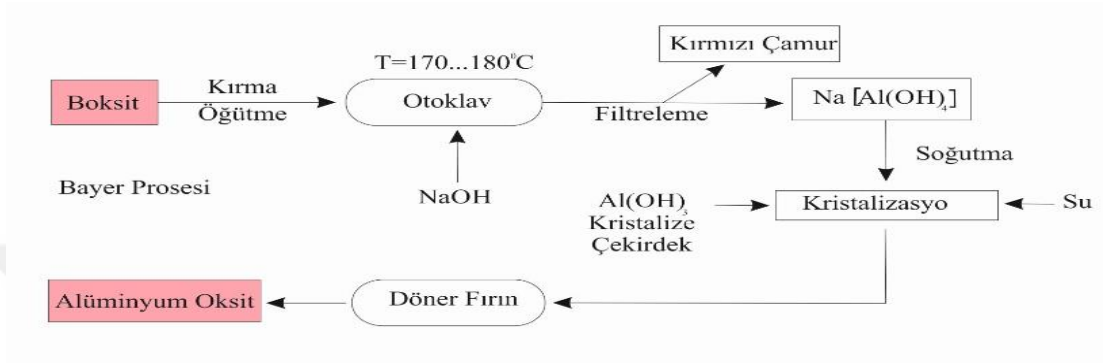 Kırmızı Çamur
T=170...180⁰C
Boksit
Kırma
Öğütme
Otoklav
Filtreleme
Na [Al(OH)₄]
Soğutma
Bayer Prosesi
NaOH
Al(OH)₃
Kristalize
Çekirdek
Kristalizasyo
Su
Alüminyum Oksit
Döner Fırın